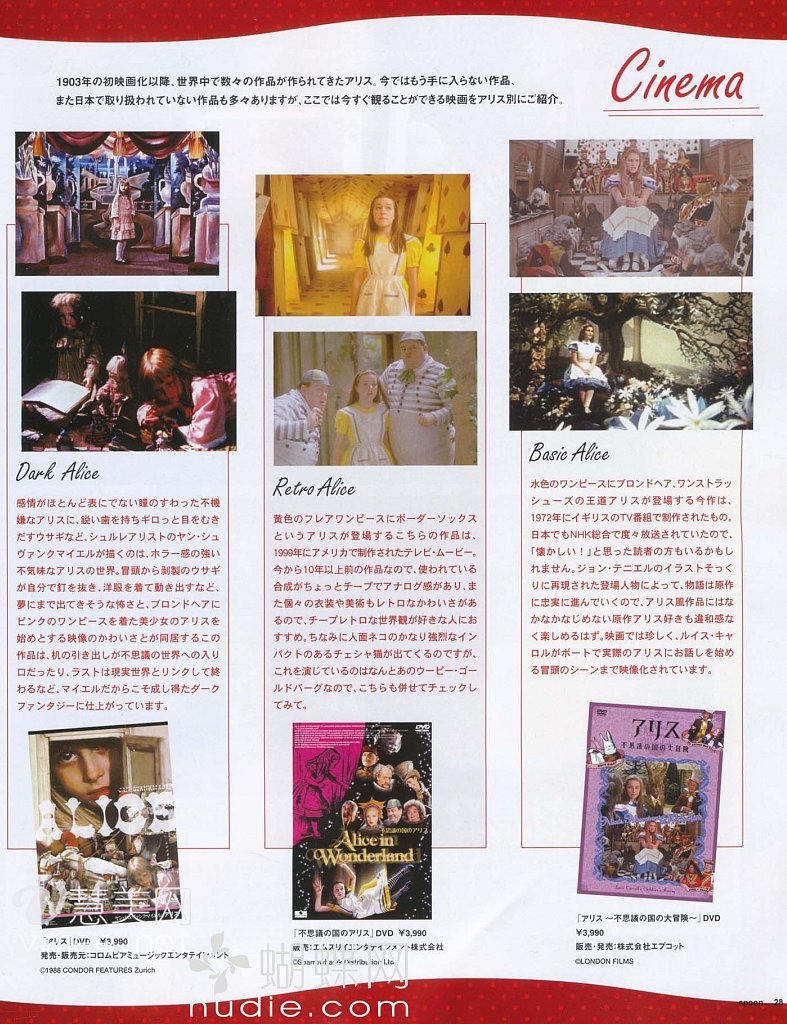 Cinema
1903年の初映画化以降、世界中で数々の作品が作られてきたアリス。今ではもう手に入らない作品、
また日本で取り扱われていない作品も多々ありますが、ここでは今すぐ観ることができる映画をアリス別にご紹介。
Dark Alice
感情がほとんど表にでない瞳のすわった不機
嫌なアリスに、鋭い歯を持ちギロっと目をむき
だすウサギなど、シュルレアリストのヤン・シュ
ヴァンクマイエルが描くのは、ホラー感の強い
不気味なアリスの世界。冒頭から剥製のウサギ
が自分で釘を抜き、洋服を着て動き出すなど、
夢にまで出てきそうな怖さと、ブロンドヘアに
ピンクのワンピースを着た美少女のアリスを
始めとする映像のかわいさとが同居するこの
作品は、机の引き出しが不思議の世界への入り
口だったり、ラストは現実世界とリンクして終
わるなど、マイエルだからこそ成し得たダーク
ファンタジーに仕上がっています。
ALICE
「アリス」DVD ¥3,990
発売・販売元:コロムビアミュージックエンタテインメント
©1988 CONDOR FEATURES Zurich
Retro Alice
黄色のフレアワンピースにボーダーソックス
というアリスが登場するこちらの作品は、
1999年にアメリカで制作されたテレビ・ムービー。
今から10年以上前の作品なので、使われている
合成がちょっとチープでアナログ感があり、ま
た個々の衣装や美術もレトロなかわいさがあ
るので、チープレトロな世界観が好きな人にお
すすめ。ちなみに人面ネコのかなり強烈なイン
パクトのあるチェシャ猫が出てくるのですが、
これを演じているのはなんとあのウーピー・ゴー
ルドバーグなので、こちらも併せてチェックし
てみて。
DVD
不思議の国のアリス
Alice in
Wonderland
「不思議の国のアリス」DVD ¥3,990
販売:エムスリイエンタテインメント株式会社
©Sparrowhawk Distribution Ltd
Basic Alice
水色のワンピースにブロンドヘア、ワンストラッ
シューズの王道アリスが登場する今作は、
1972年にイギリスのTV番組で制作されたもの。
日本でもNHK総合で度々放送されていたので、
「懐かしい!」と思った読者の方もいるかもし
れません。ジョン・テニエルのイラストそっく
りに再現された登場人物によって、物語は原作
に忠実に進んでいくので、アリス風作品にはな
かなかなじめない原作アリス好きも違和感な
く楽しめるはず。映画では珍しく、ルイス・キャ
ロルがボートで実際のアリスにお話しを始め
る冒頭のシーンまで映像化されています。
アリス
不思議の国の大冒険
「アリス 〜不思議の国の大冒険〜」DVD
¥3,990
販売・発売:株式会社エプコット
©LONDON FILMS
慧美网
蝴蝶网
nudie.com
spoon 28